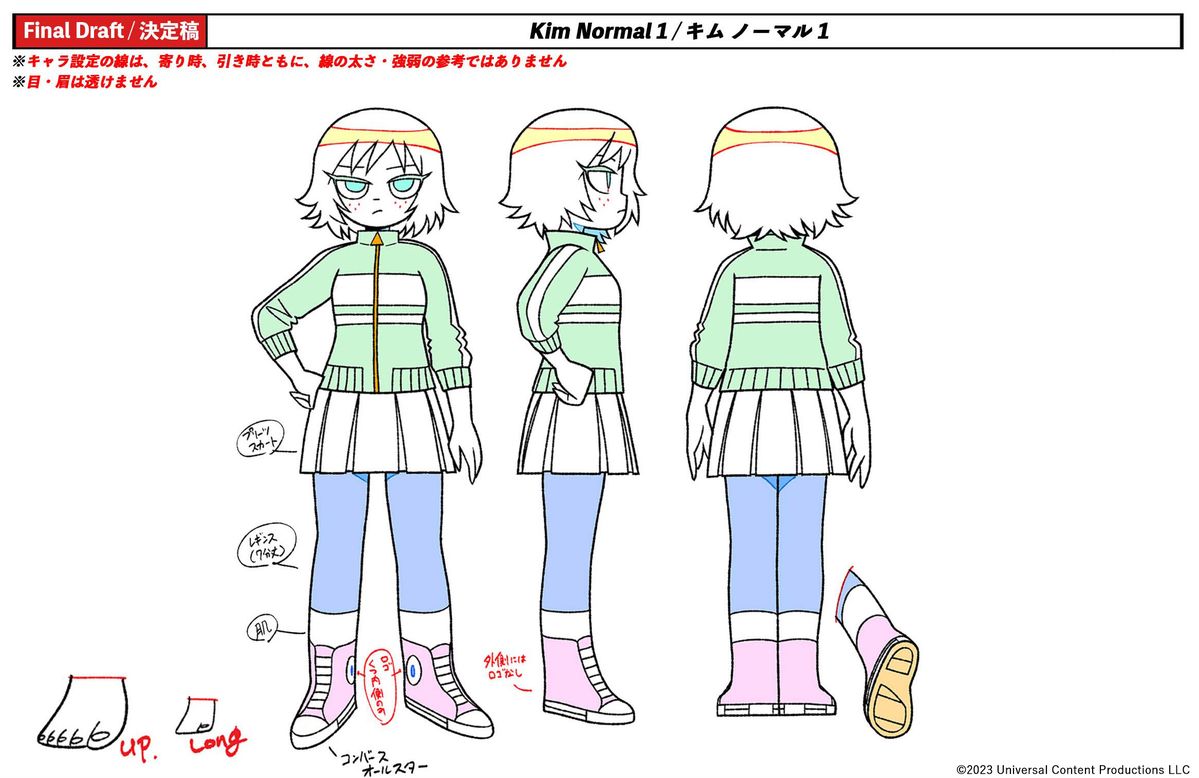 Final Draft / 決定稿
Kim Normal 1 / キム ノーマル 1
※キャラ設定の線は、寄り時、引き時ともに、線の太さ・強弱の参考ではありません
※目・眉は透けません
プリーツ
スカート
レギンス
(7分丈)
肌
ロゴ
くつ内側のみ
外側には
ロゴなし
UP.
Long
コンバース
オールスター
©2023 Universal Content Productions LLC